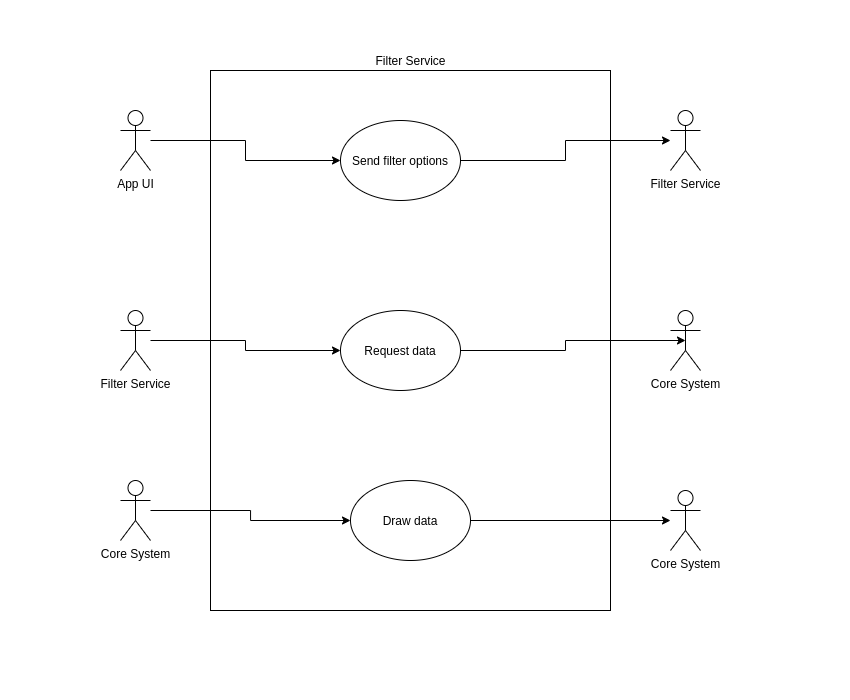 Filter Service
App UI
Send filter options
Filter Service
Filter Service
Request data
Core System
Core System
Draw data
Core System